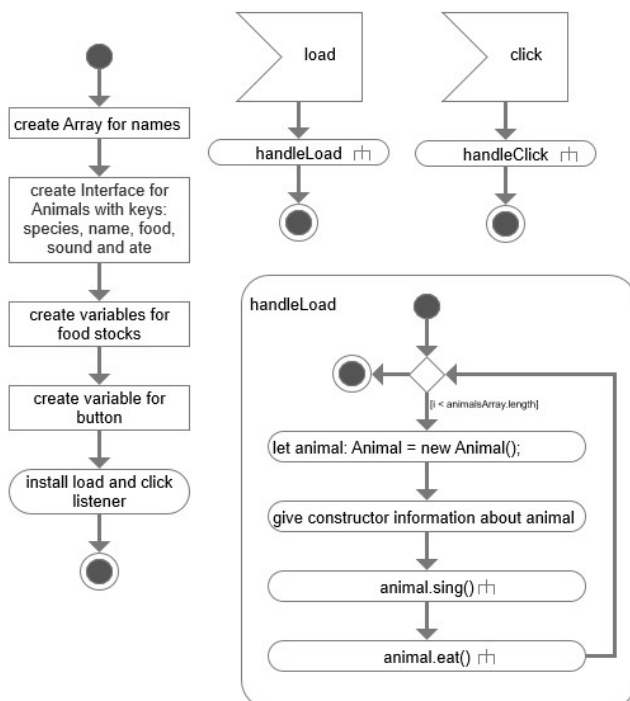 create Array for names
create Interface for
Animals with keys:
species, name, food,
sound and ate
create variables for
food stocks
create variable for
button
install load and click
listener
load
handleLoad
click
handleClick
handleLoad
[i < animalsArray.length]
let animal: Animal = new Animal();
give constructor information about animal
animal.sing()
animal.eat()